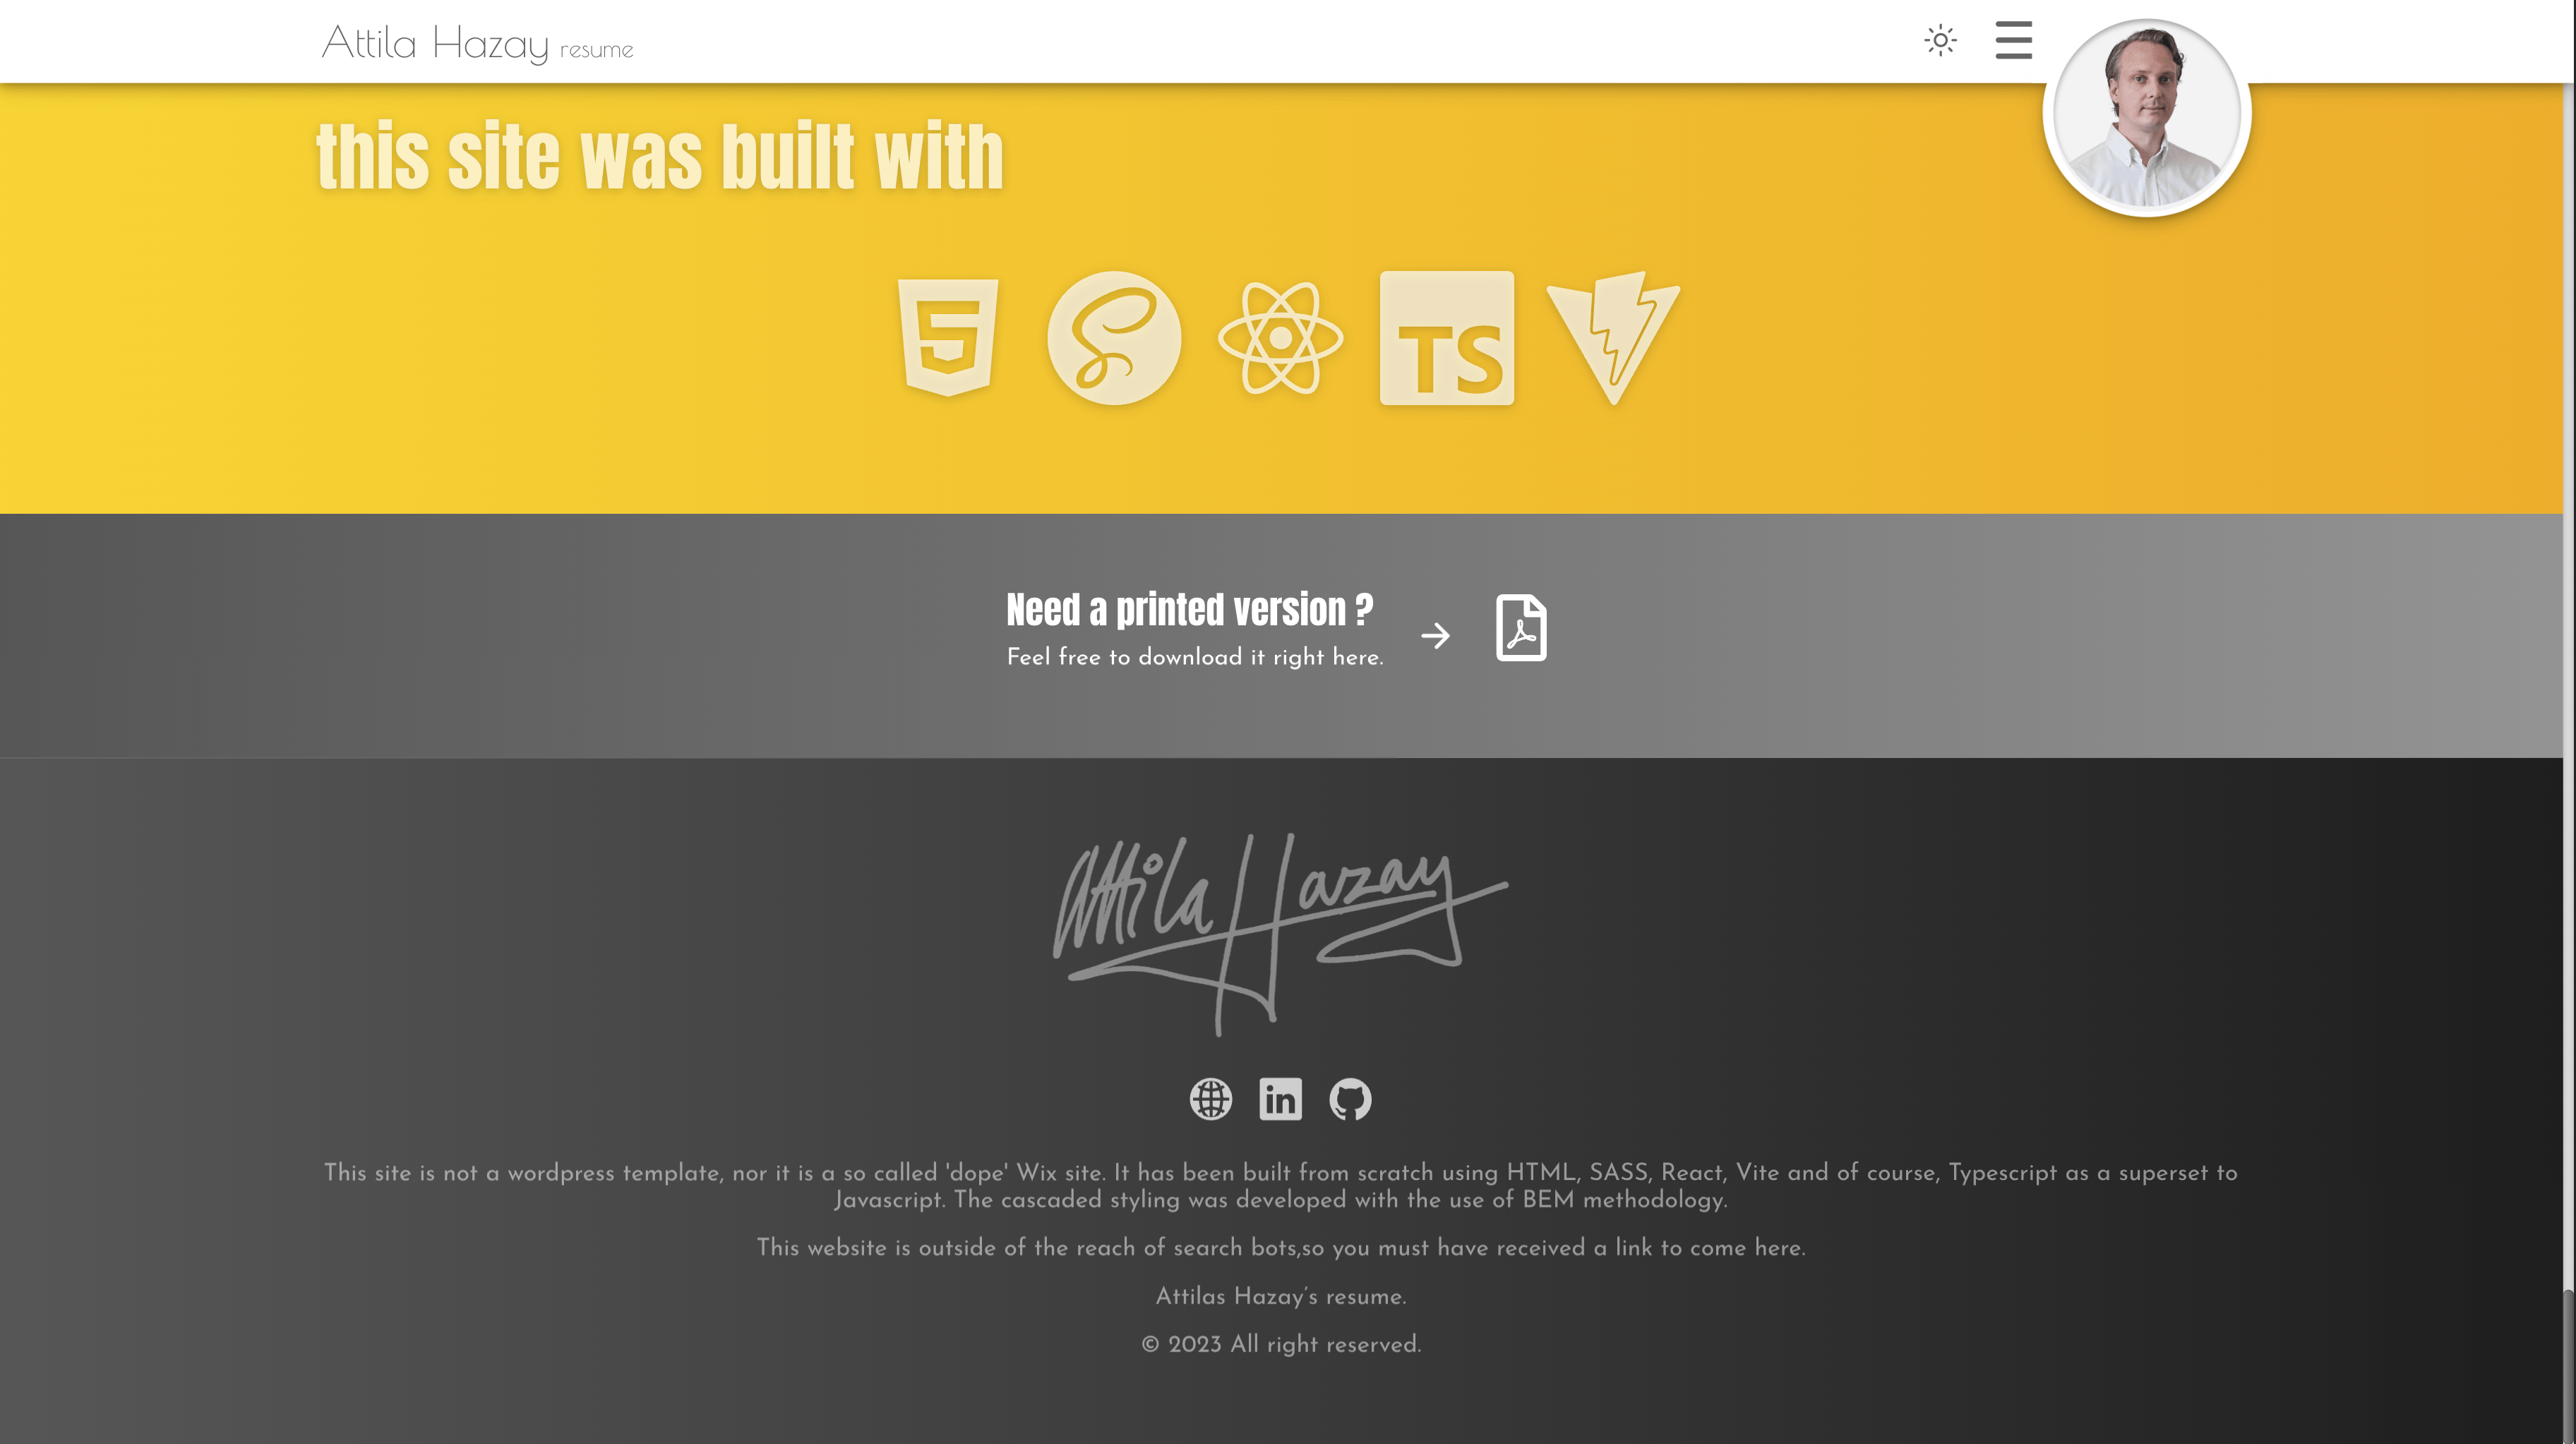 Attila Hazay resume
this site was built with
5
TS
Need a printed version ?
Feel free to download it right here.
Attila Hazay
in
This site is not a wordpress template, nor it is a so called 'dope' Wix site. It has been built from scratch using HTML, SASS, React, Vite and of course, Typescript as a superset to
Javascript. The cascaded styling was developed with the use of BEM methodology.
This website is outside of the reach of search bots,so you must have received a link to come here.
Attilas Hazay's resume.
© 2023 All right reserved.